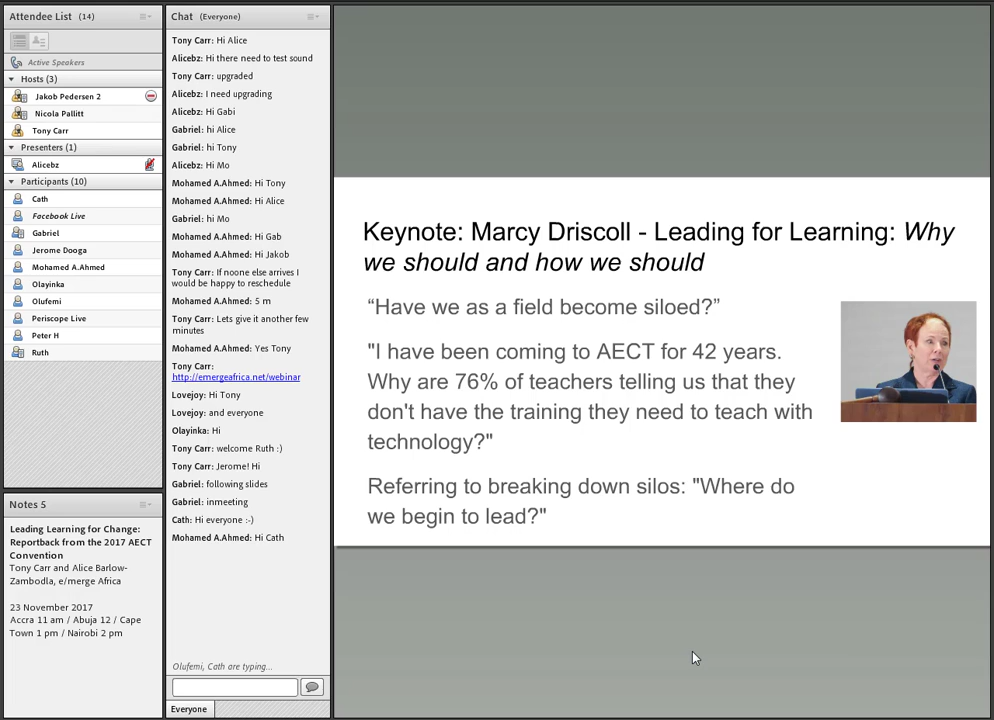 Attendee List (14)
Active Speakers
Hosts (3)
Jakob Pedersen 2
Nicola Pallitt
Tony Carr
Presenters (1)
Alicebz
Participants (10)
Cath
Facebook Live
Gabriel
Jerome Dooga
Mohamed A.Ahmed
Olayinka
Olufemi
Periscope Live
Peter H
Ruth
Notes 5
Leading Learning for Change:
Reportback from the 2017 AECT
Convention
Tony Carr and Alice Barlow-
Zambodla, e/merge Africa
23 November 2017
Accra 11 am / Abuja 12 / Cape
Town 1 pm / Nairobi 2 pm
Chat (Everyone)
Tony Carr: Hi Alice
Alicebz: Hi there need to test sound
Tony Carr: upgraded
Alicebz: I need upgrading
Alicebz: Hi Gabi
Gabriel: hi Alice
Gabriel: hi Tony
Alicebz: Hi Mo
Mohamed A.Ahmed: Hi Tony
Mohamed A.Ahmed: Hi Alice
Gabriel: hi Mo
Mohamed A.Ahmed: Hi Gab
Mohamed A.Ahmed: Hi Jakob
Tony Carr: If noone else arrives I
would be happy to reschedule
Mohamed A.Ahmed: 5 m
Tony Carr: Lets give it another few
minutes
Mohamed A.Ahmed: Yes Tony
Tony Carr:
http://emergeafrica.net/webinar
Lovejoy: Hi Tony
Lovejoy: and everyone
Olayinka: Hi
Tony Carr: welcome Ruth :)
Tony Carr: Jerome! Hi
Gabriel: following slides
Gabriel: inmeeting
Cath: Hi everyone :-)
Mohamed A.Ahmed: Hi Cath
Olufemi, Cath are typing...
Everyone
Keynote: Marcy Driscoll - Leading for Learning: Why
we should and how we should
“Have we as a field become siloed?”
"I have been coming to AECT for 42 years.
Why are 76% of teachers telling us that they
don't have the training they need to teach with
technology?"
Referring to breaking down silos: "Where do
we begin to lead?"